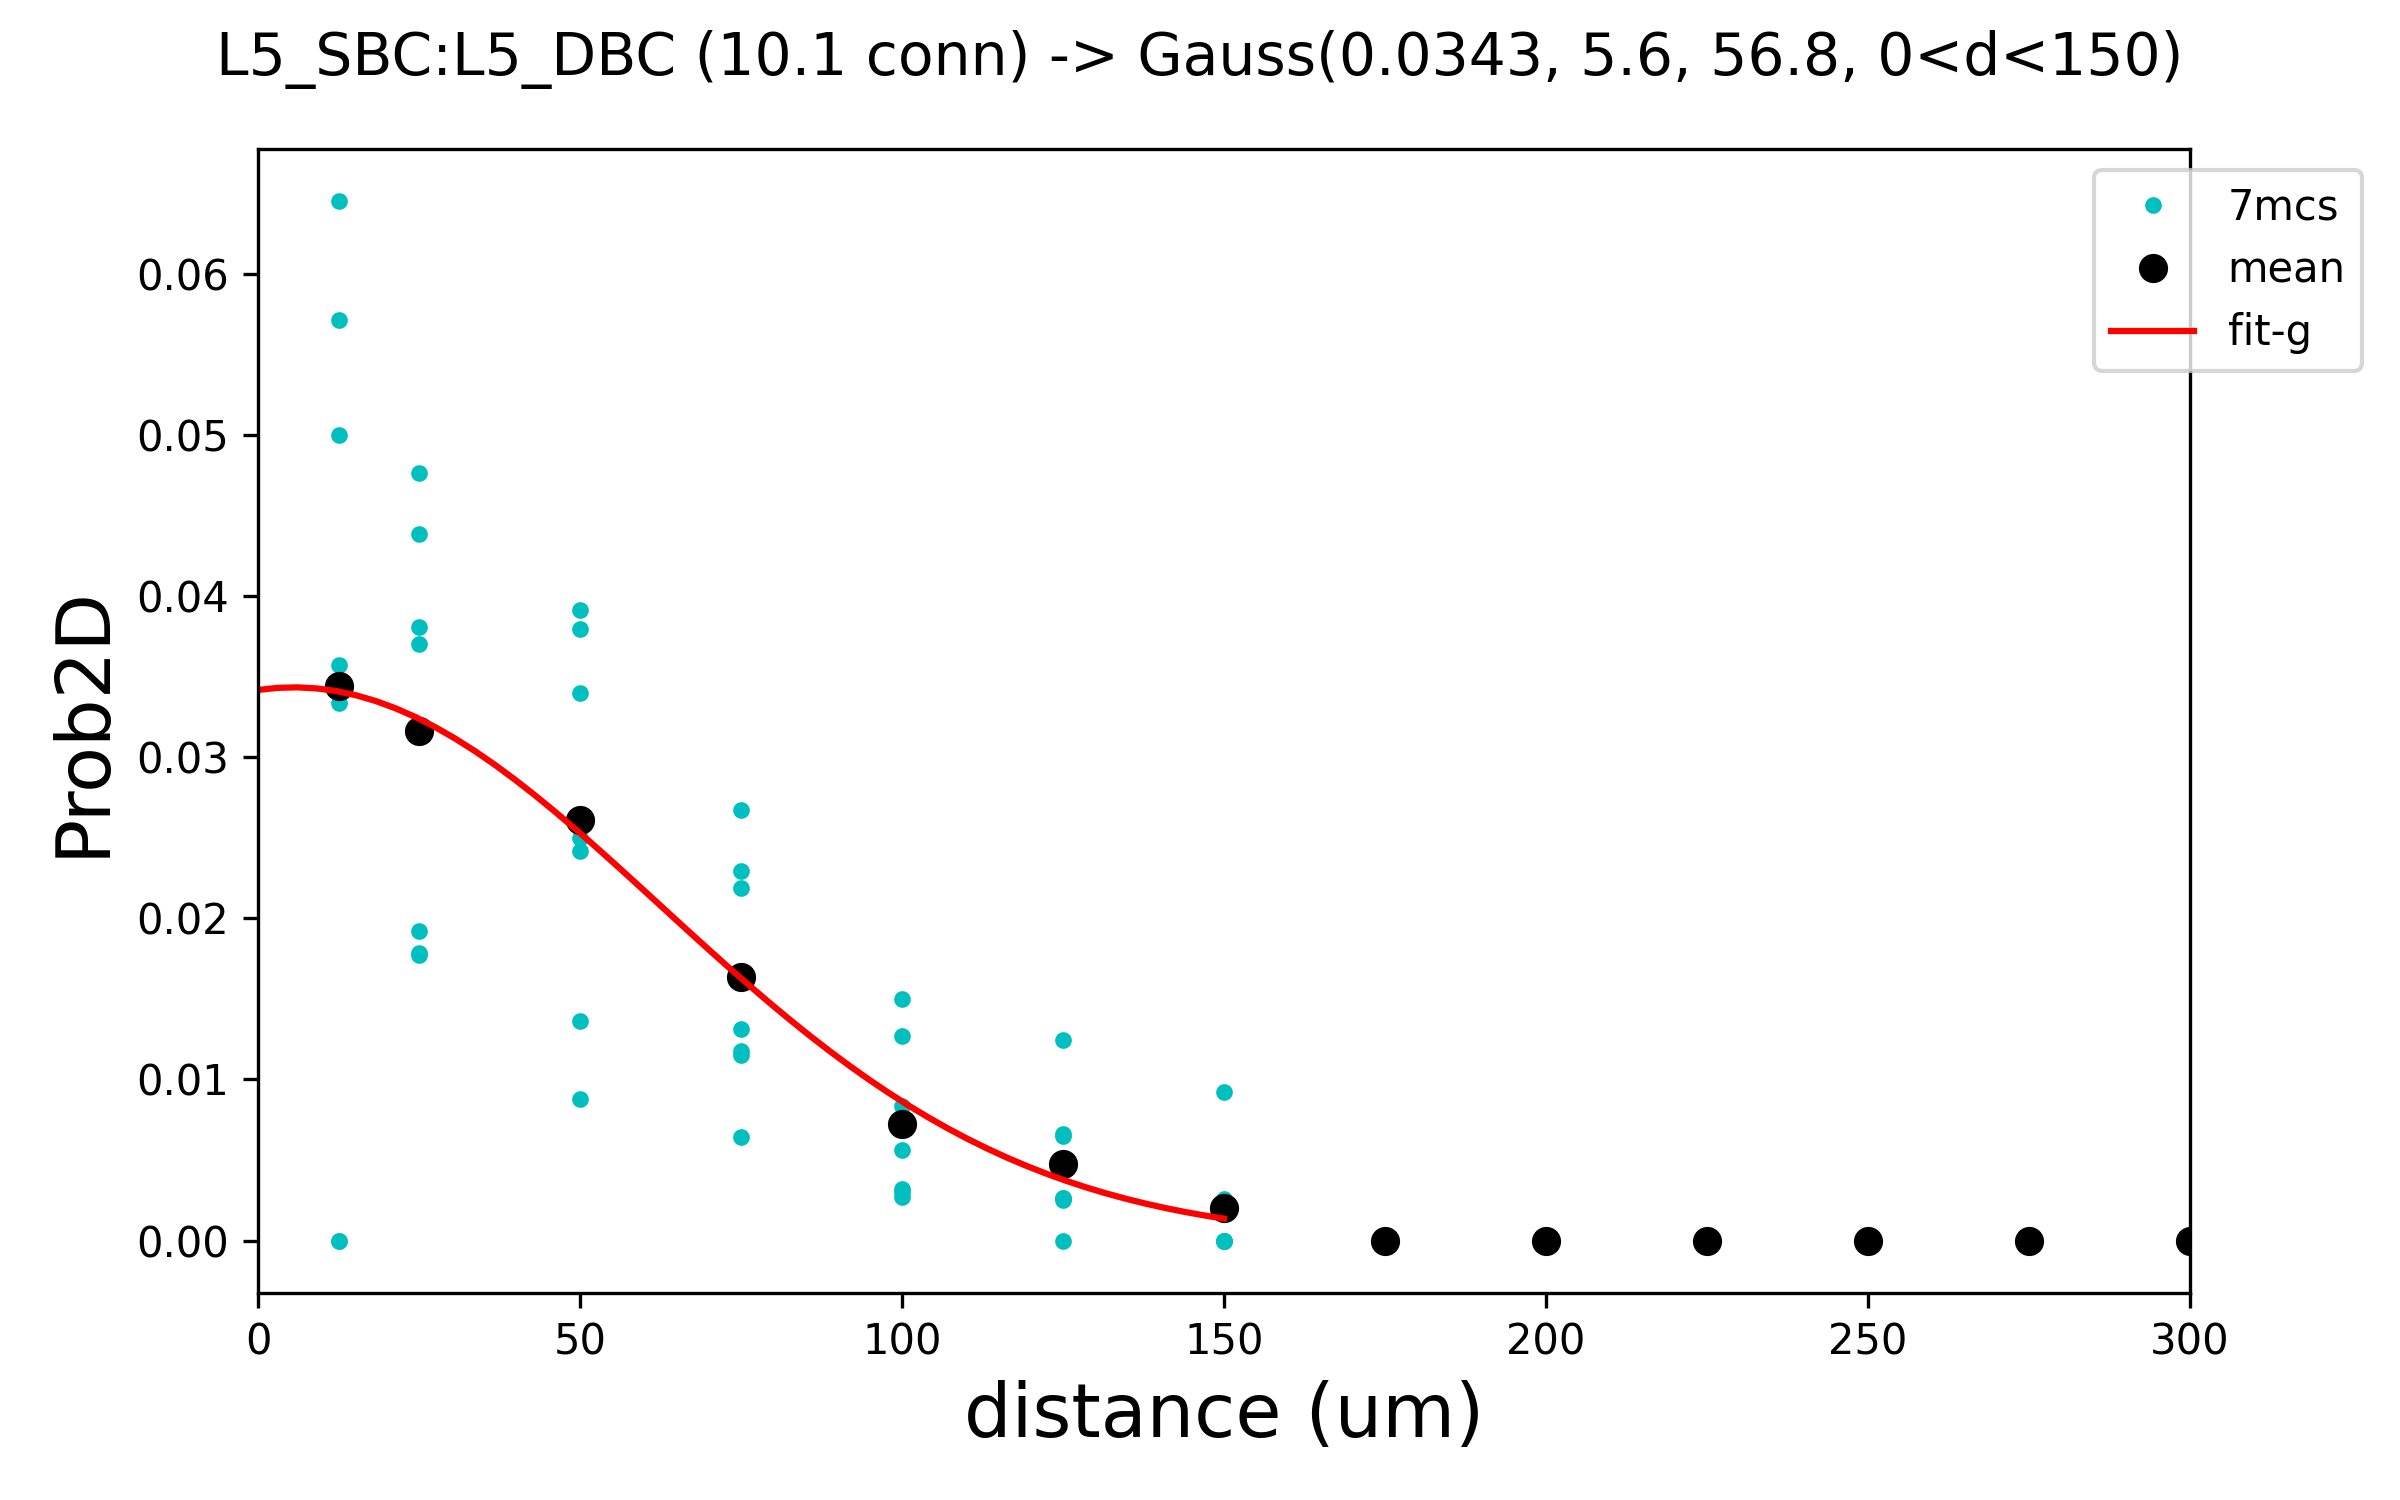 L5_SBC:L5_DBC (10.1 conn) -> Gauss(0.0343, 5.6, 56.8, 0<d<150)
7mcs
mean
fit-g
Prob2D
0.06
0.05
0.04
0.03
0.02
0.01
0.00
0 50 100 150 200 250 300
distance (um)